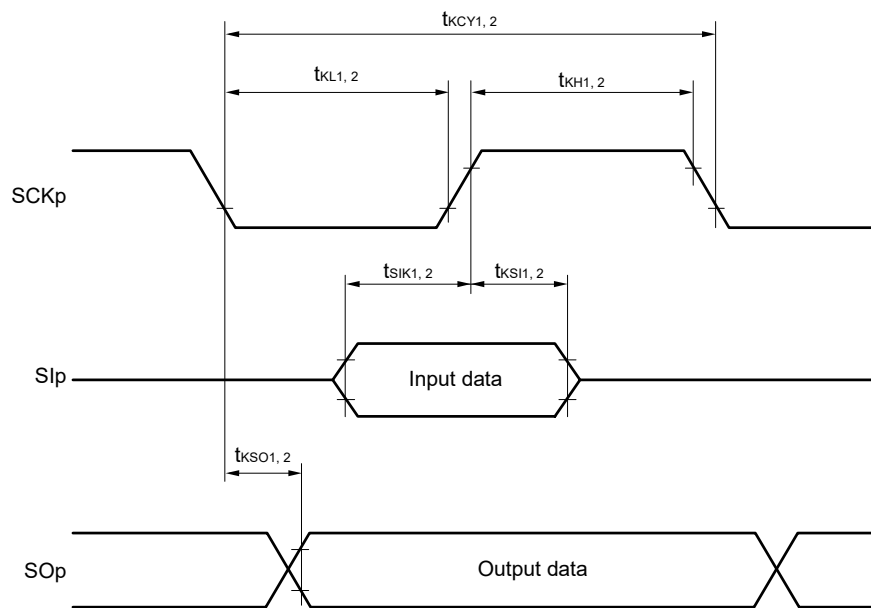 tKCY1, 2
tKL1, 2
tKH1, 2
SCKp
tSIK1, 2
tKSI1, 2
SIp
Input data
tKSO1, 2
SOp
Output data